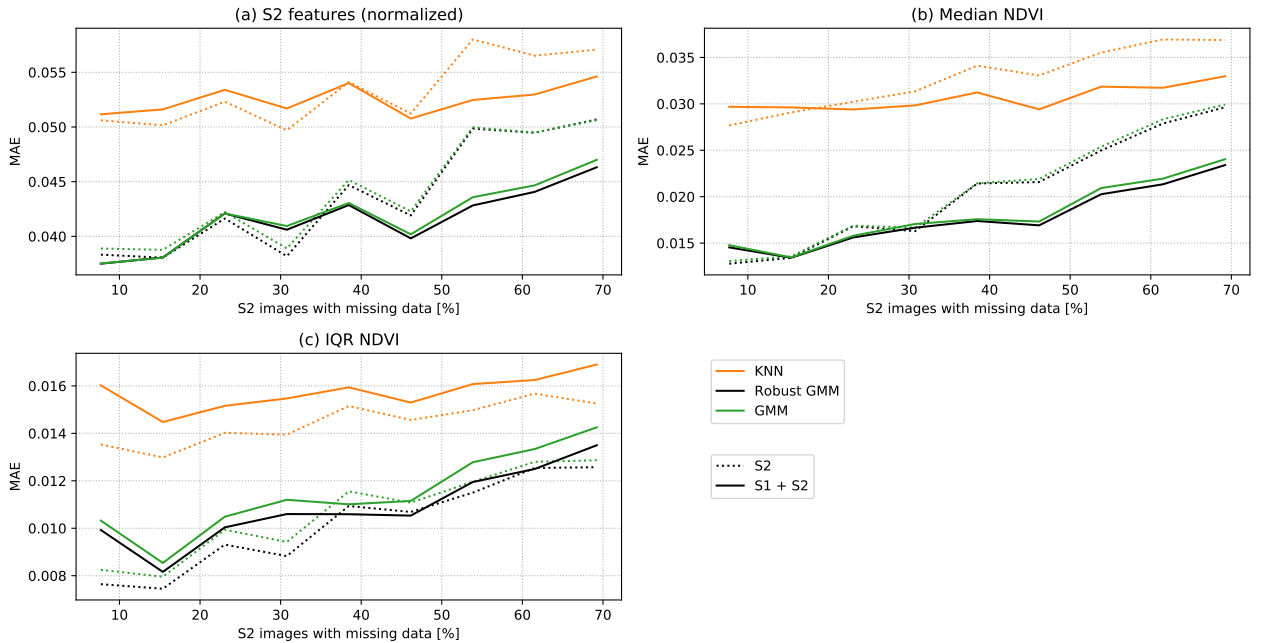 (a) S2 features (normalized)
0.055
0.050
0.045
0.040
MAE
10 20 30 40 50 60 70
S2 images with missing data [%]
(b) Median NDVI
0.035
0.030
0.025
0.020
0.015
MAE
10 20 30 40 50 60 70
S2 images with missing data [%]
(c) IQR NDVI
0.016
0.014
0.012
0.010
0.008
MAE
10 20 30 40 50 60 70
S2 images with missing data [%]
KNN
Robust GMM
GMM
S2
S1 + S2